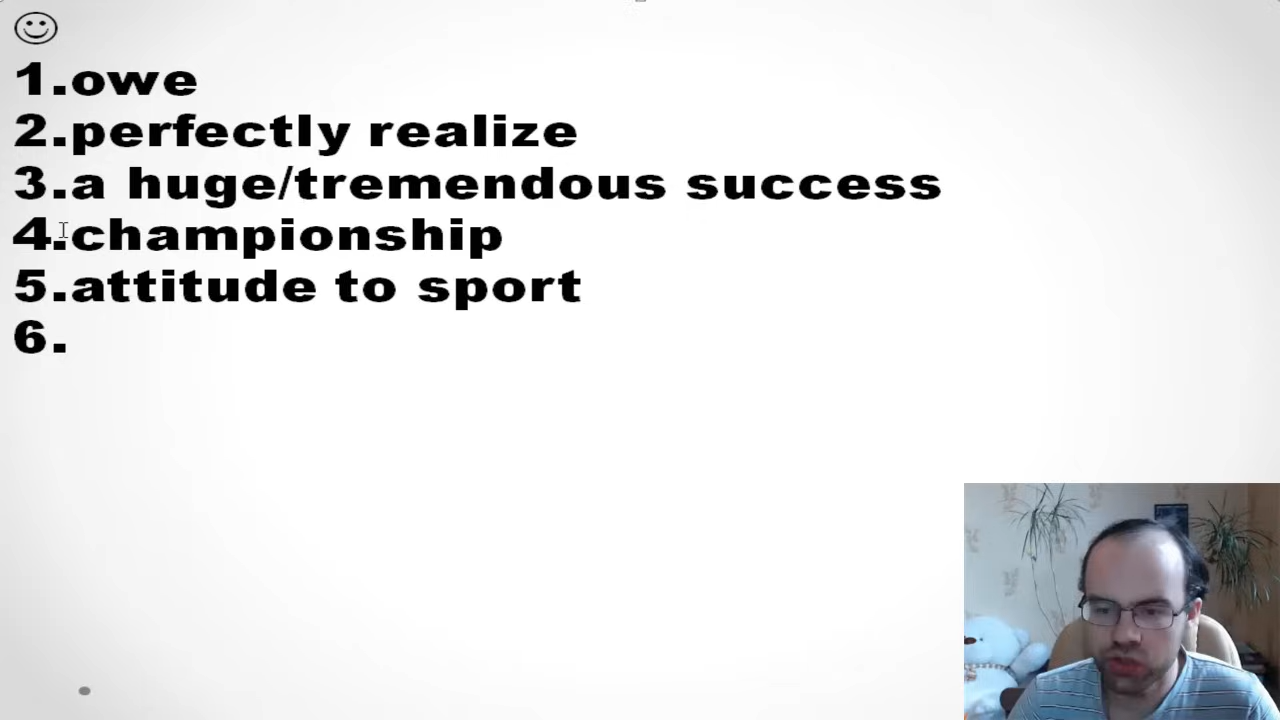 1.owe
2.perfectly realize
3.a huge/tremendous success
4.championship
5.attitude to sport
6.